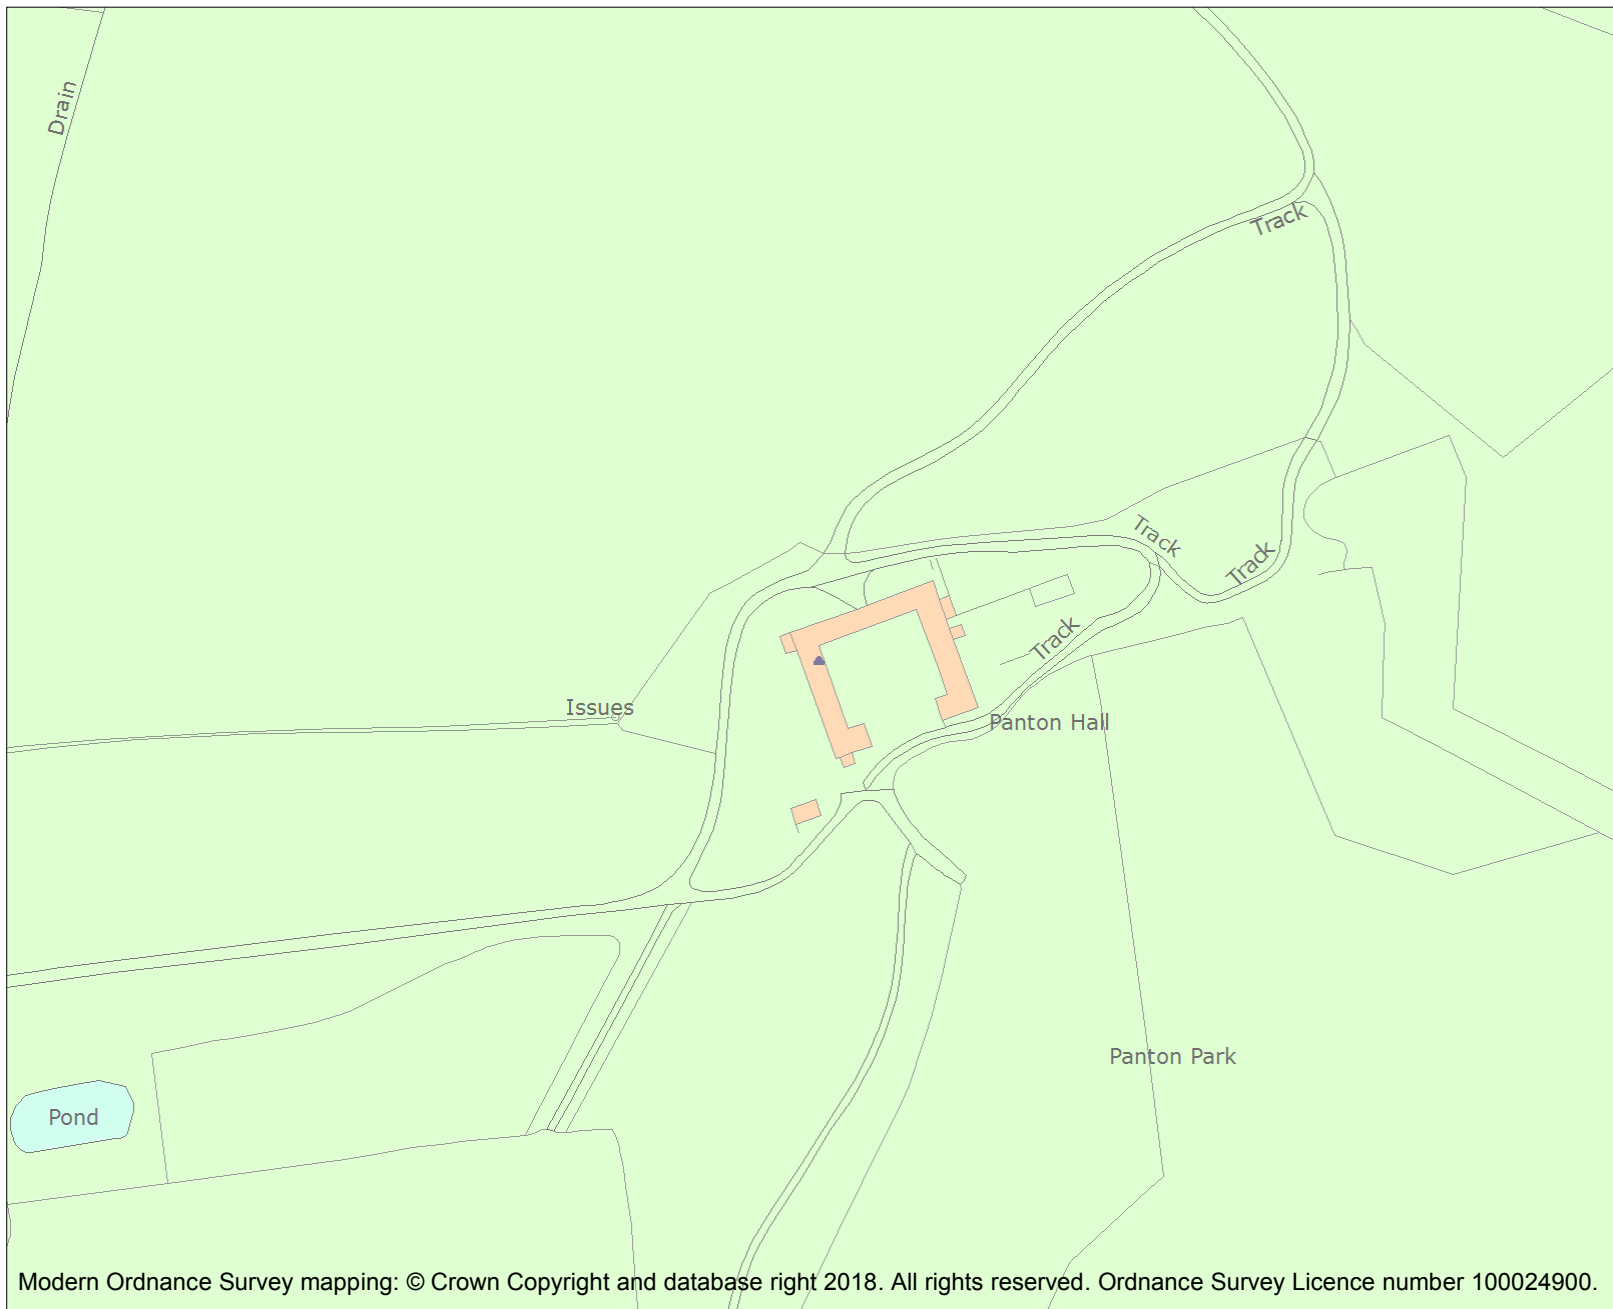 Drain
Track
Track
Track
Track
Issues
Panton Hall
Panton Park
Pond
Modern Ordnance Survey mapping: © Crown Copyright and database right 2018. All rights reserved. Ordnance Survey Licence number 100024900.